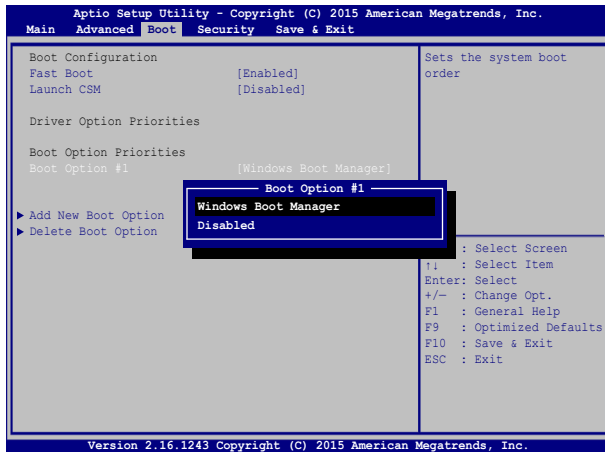 Aptio Setup Utility - Copyright (C) 2015 American Megatrends, Inc.
Main Advanced Boot Security Save & Exit
Boot Configuration
Fast Boot [Enabled]
Launch CSM [Disabled]
Driver Option Priorities
Boot Option Priorities
Boot Option #1 [Windows Boot Manager]
Boot Option #1
Windows Boot Manager
Disabled
▶ Add New Boot Option
▶ Delete Boot Option
Sets the system boot
order
: Select Screen
↑↓ : Select Item
Enter: Select
+/— : Change Opt.
F1 : General Help
F9 : Optimized Defaults
F10 : Save & Exit
ESC : Exit
Version 2.16.1243 Copyright (C) 2015 American Megatrends, Inc.